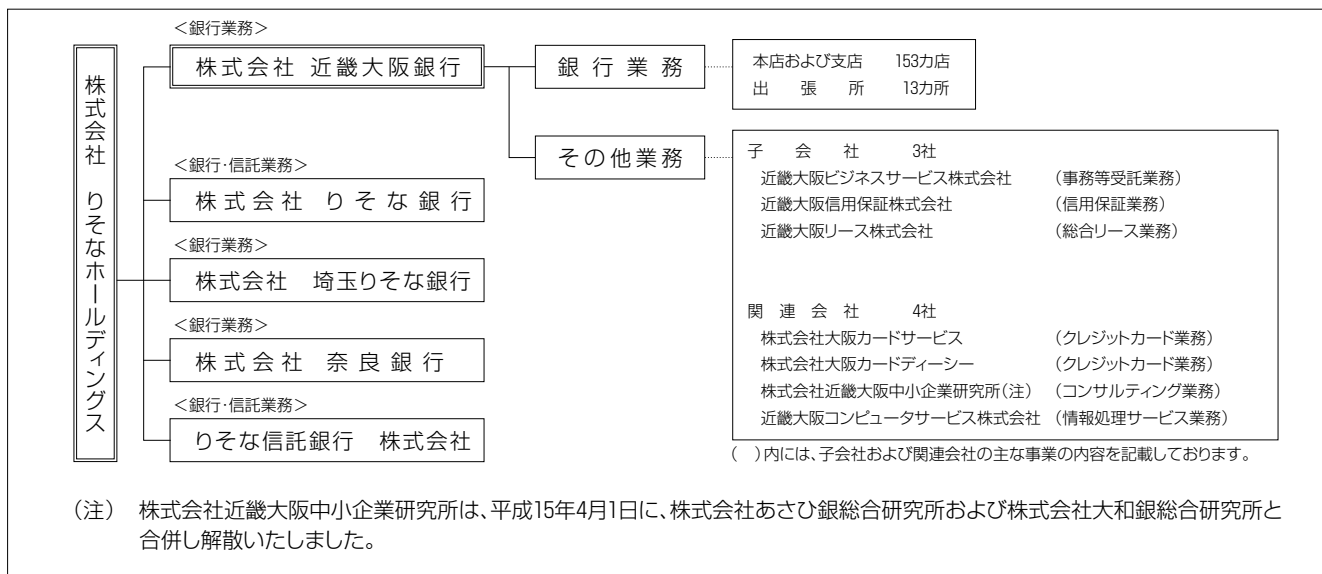 株式会社 りそなホールディングス
＜銀行業務＞
株式会社 近畿大阪銀行
銀行業務
本店および支店 153カ店
出張所 13カ所
その他業務
子会社 3社
近畿大阪ビジネスサービス株式会社 （事務等受託業務）
近畿大阪信用保証株式会社 （信用保証業務）
近畿大阪リース株式会社 （総合リース業務）
関連会社 4社
株式会社大阪カードサービス （クレジットカード業務）
株式会社大阪カードディーシー （クレジットカード業務）
株式会社近畿大阪中小企業研究所（注） （コンサルティング業務）
近畿大阪コンピュータサービス株式会社 （情報処理サービス業務）
（ ）内には、子会社および関連会社の主な事業の内容を記載しております。
＜銀行・信託業務＞
株式会社 りそな銀行
＜銀行業務＞
株式会社 埼玉りそな銀行
＜銀行業務＞
株式会社 奈良銀行
＜銀行・信託業務＞
りそな信託銀行 株式会社
（注） 株式会社近畿大阪中小企業研究所は、平成15年4月1日に、株式会社あさひ銀総合研究所および株式会社大和銀総合研究所と
合併し解散いたしました。